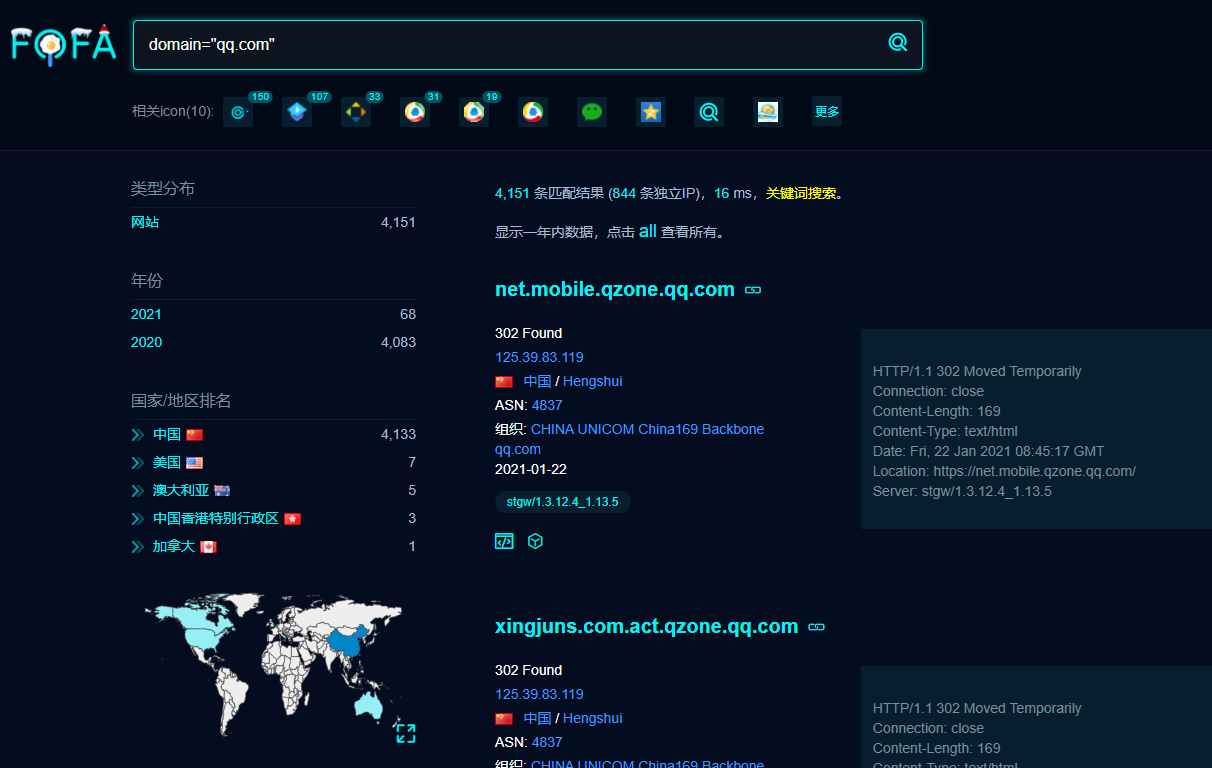 FOFA
domain="qq.com"
相关icon(10):
150
107
33
31
19
更多
类型分布
网站 4,151
年份
2021 68
2020 4,083
国家/地区排名
中国 4,133
美国 7
澳大利亚 5
中国香港特别行政区 3
加拿大 1
4,151 条匹配结果 (844 条独立IP)，16 ms，关键词搜索。
显示一年内数据，点击 all 查看所有。
net.mobile.qzone.qq.com
302 Found
125.39.83.119
中国 / Hengshui
ASN: 4837
组织: CHINA UNICOM China169 Backbone
qq.com
2021-01-22
stgw/1.3.12.4_1.13.5
HTTP/1.1 302 Moved Temporarily
Connection: close
Content-Length: 169
Content-Type: text/html
Date: Fri, 22 Jan 2021 08:45:17 GMT
Location: https://net.mobile.qzone.qq.com/
Server: stgw/1.3.12.4_1.13.5
xingjuns.com.act.qzone.qq.com
302 Found
125.39.83.119
中国 / Hengshui
ASN: 4837
组织: CHINA UNICOM China169 Backbone
HTTP/1.1 302 Moved Temporarily
Connection: close
Content-Length: 169
Content-Type: text/html